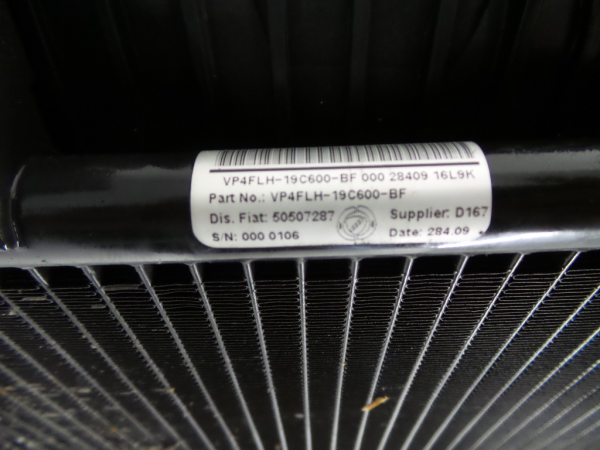 VP4FLH-19C600-BF 000 28409 16L9K
Part No.: VP4FLH-19C600-BF
Dis. Fiat: 50507287 Supplier: D167
S/N: 000 0106 Date: 284.09